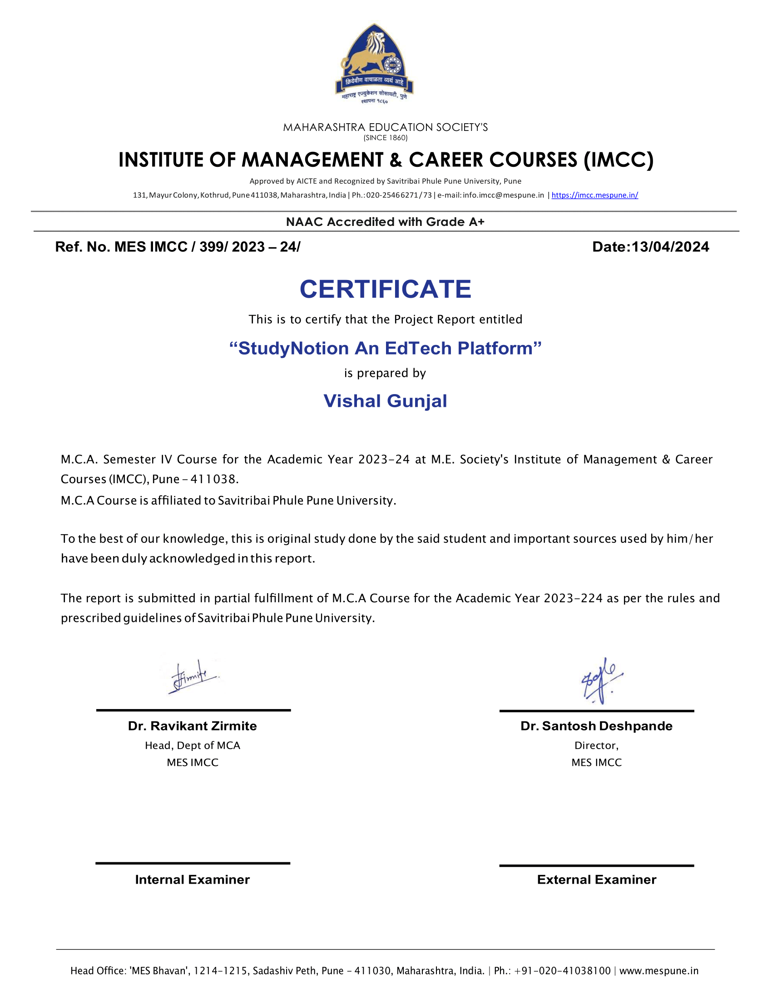 MES
क्रियेवीण वाचाळता व्यर्थ आहे
महाराष्ट्र एज्युकेशन सोसायटी, पुणे
स्थापना १८६०
MAHARASHTRA EDUCATION SOCIETY'S
(SINCE 1860)
INSTITUTE OF MANAGEMENT & CAREER COURSES (IMCC)
Approved by AICTE and Recognized by Savitribai Phule Pune University, Pune
131, Mayur Colony, Kothrud, Pune 411038, Maharashtra, India | Ph.: 020-25466271/73 | e-mail: info.imcc@mespune.in | https://imcc.mespune.in/
NAAC Accredited with Grade A+
Ref. No. MES IMCC / 399/ 2023 – 24/ Date:13/04/2024
CERTIFICATE
This is to certify that the Project Report entitled
“StudyNotion An EdTech Platform”
is prepared by
Vishal Gunjal
M.C.A. Semester IV Course for the Academic Year 2023-24 at M.E. Society's Institute of Management & Career
Courses (IMCC), Pune – 411038.
M.C.A Course is affiliated to Savitribai Phule Pune University.
To the best of our knowledge, this is original study done by the said student and important sources used by him/her
have been duly acknowledged in this report.
The report is submitted in partial fulfillment of M.C.A Course for the Academic Year 2023-224 as per the rules and
prescribed guidelines of Savitribai Phule Pune University.
Dr. Ravikant Zirmite Dr. Santosh Deshpande
Head, Dept of MCA Director,
MES IMCC MES IMCC
Internal Examiner External Examiner
Head Office: 'MES Bhavan', 1214-1215, Sadashiv Peth, Pune - 411030, Maharashtra, India. | Ph.: +91-020-41038100 | www.mespune.in